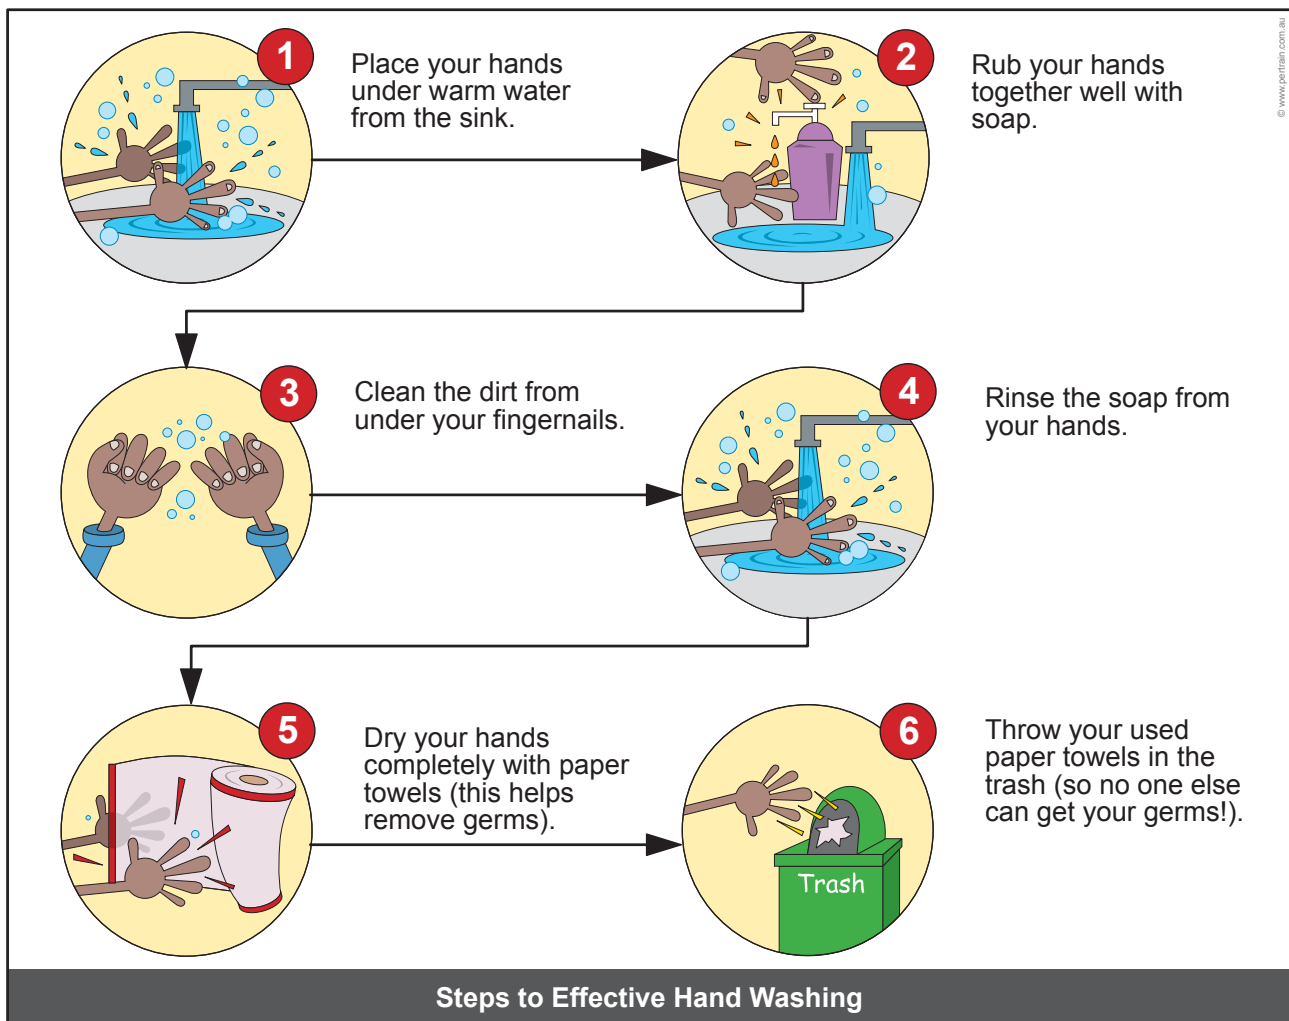 1
Place your hands
under warm water
from the sink.
2
Rub your hands
together well with
soap.
© www.pertrain.com.au
3
Clean the dirt from
under your fingernails.
4
Rinse the soap from
your hands.
5
Dry your hands
completely with paper
towels (this helps
remove germs).
6
Throw your used
paper towels in the
trash (so no one else
can get your germs!).
Trash
Steps to Effective Hand Washing